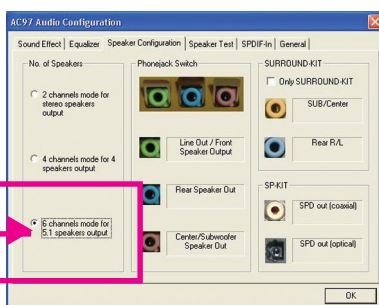 AC97 Audio Configuration
Sound Effect
Equalizer
Speaker Configuration
Speaker Test
SPDIF-In
General
No. of Speakers
2 channels mode for
stereo speakers
output
4 channels mode for 4
speakers output
6 channels mode for
5.1 speakers output
Phonejack Switch
Line Out / Front
Speaker Output
Rear Speaker Out
Center/Subwoofer
Speaker Out
SURROUND-KIT
Only SURROUND-KIT
SUB/Center
Rear R/L
SP-KIT
SPD out (coaxial)
SPD out (optical)
OK